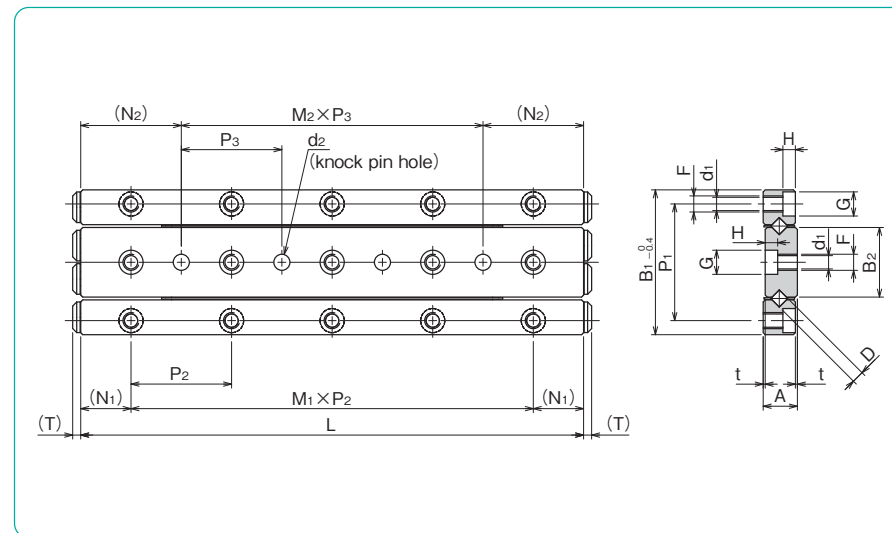 (N₂)
M₂×P₃
(N₂)
P₃
d₂
(knock pin hole)
H
F
d₁
G
H
G
B₁ 0 −0.4
P₁
d₁
F
B₂
D
P₂
t
t
(N₁)
M₁×P₂
(N₁)
A
(T)
L
(T)